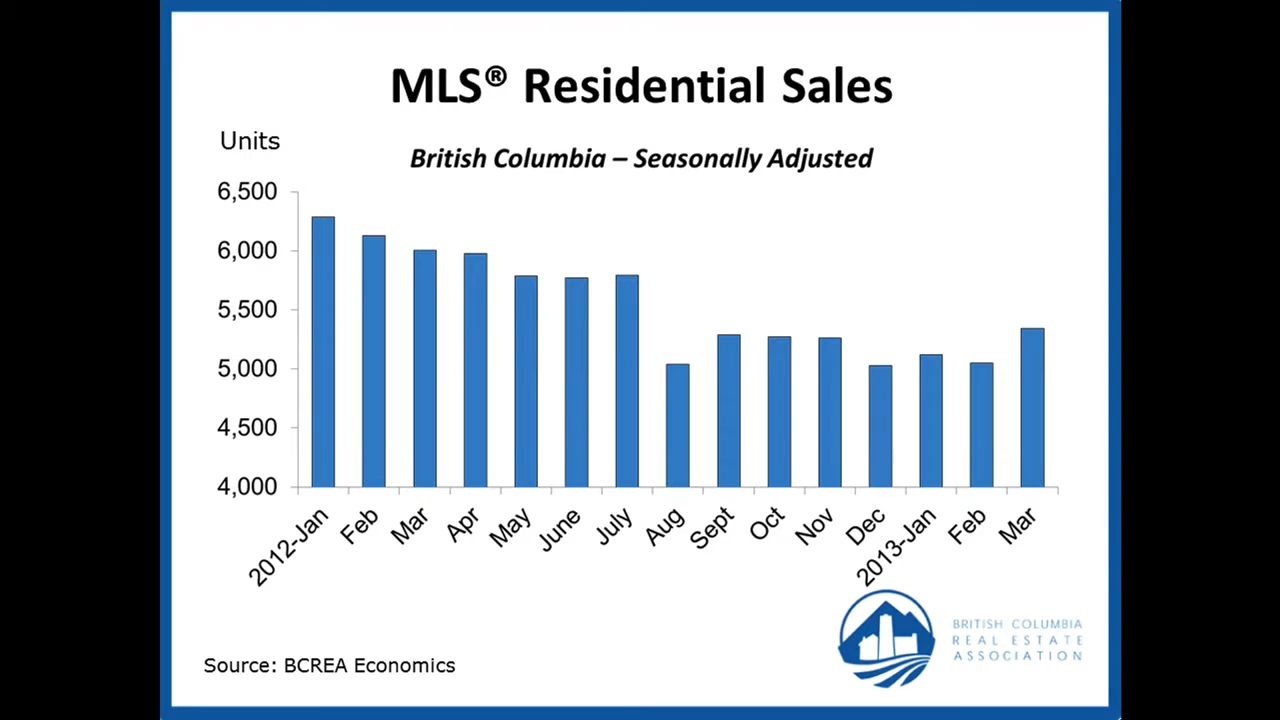 MLS® Residential Sales
Units
British Columbia – Seasonally Adjusted
6,500
6,000
5,500
5,000
4,500
4,000
2012-Jan
Feb
Mar
Apr
May
June
July
Aug
Sept
Oct
Nov
Dec
2013-Jan
Feb
Mar
BRITISH COLUMBIA
REAL ESTATE
ASSOCIATION
Source: BCREA Economics